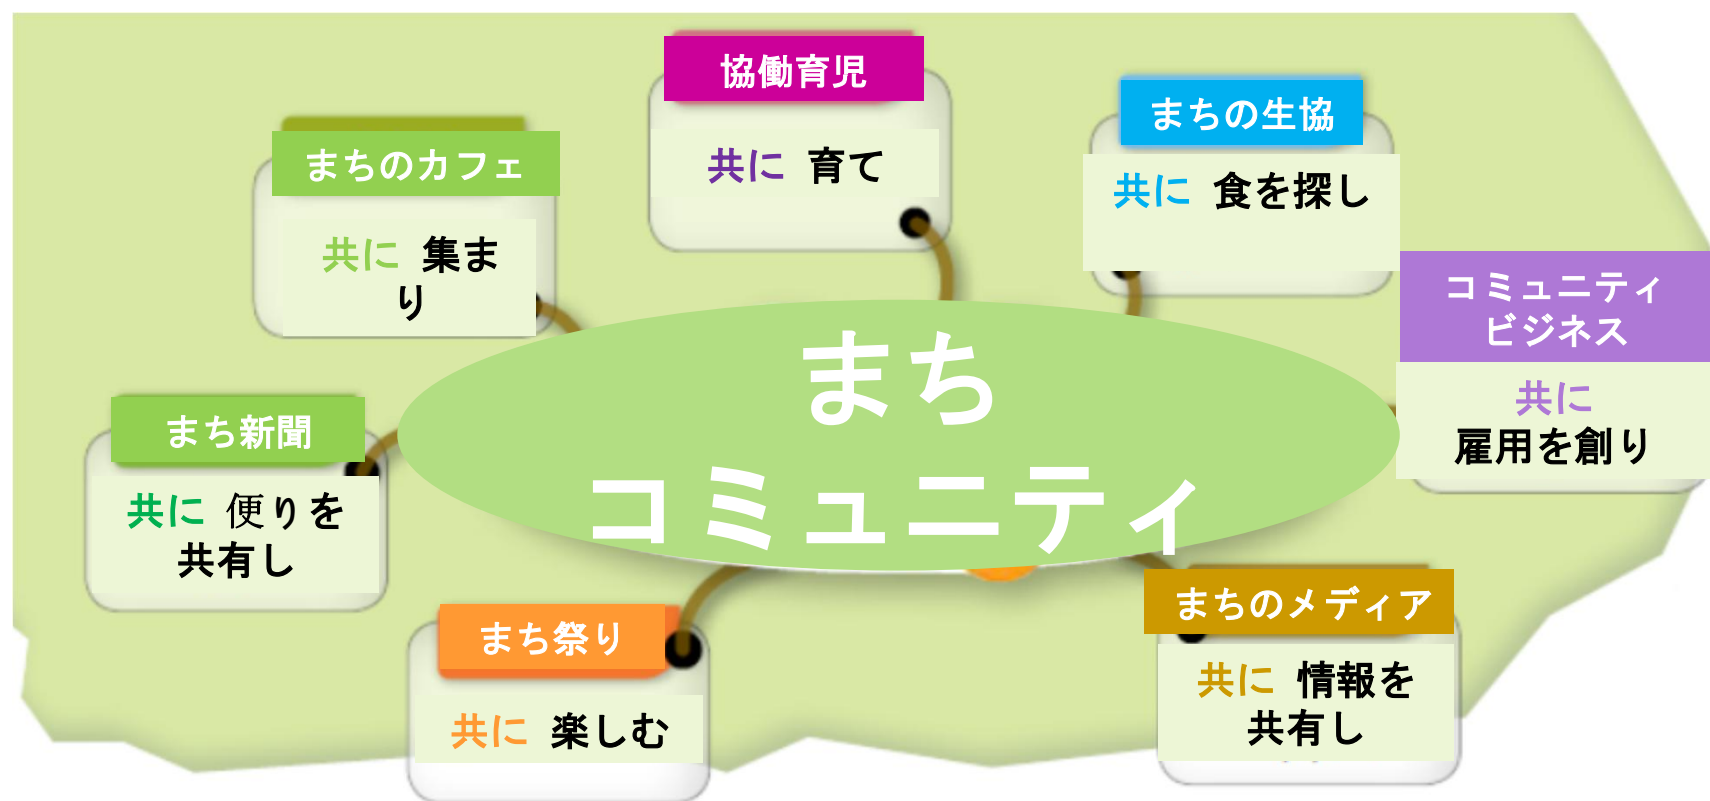 協働育児
共に 育て
まちの生協
共に 食を探し
まちのカフェ
共に 集ま
り
コミュニティ
ビジネス
共に
雇用を創り
まち
コミュニティ
まち新聞
共に 便りを
共有し
まちのメディア
共に 情報を
共有し
まち祭り
共に 楽しむ